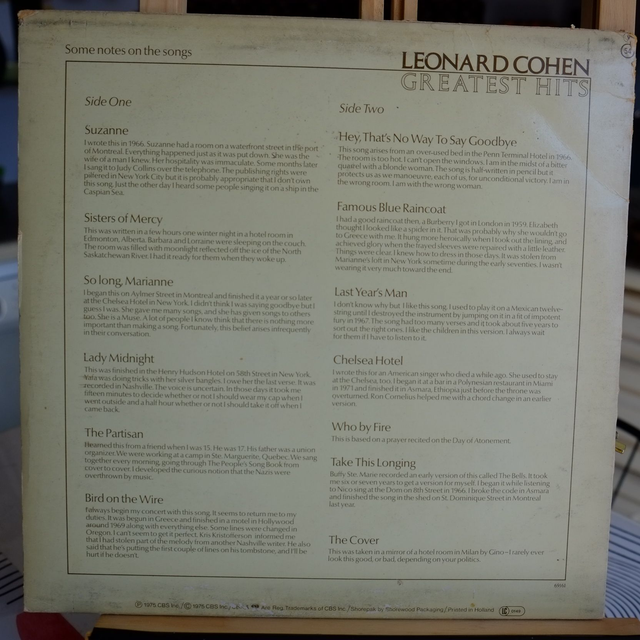 Some notes on the songs
LEONARD COHEN
GREATEST HITS
Side One
Suzanne
I wrote this in 1966. Suzanne had a room on a waterfront street in the port
of Montreal. Everything happened just as it was put down. She was the
wife of a man I knew. Her hospitality was immaculate. Some months later
I sang it to Judy Collins over the telephone. The publishing rights were
pilfered in New York City but it is probably appropriate that I don't own
this song. Just the other day I heard some people singing it on a ship in the
Caspian Sea.
Sisters of Mercy
This was written in a few hours one winter night in a hotel room in
Edmonton, Alberta. Barbara and Lorraine were sleeping on the couch.
The room was filled with moonlight reflected off the ice of the North
Saskatchewan River. I had it ready for them when they woke up.
So long, Marianne
I began this on Aylmer Street in Montreal and finished it a year or so later
at the Chelsea Hotel in New York. I didn't think I was saying goodbye but I
guess I was. She gave me many songs, and she has given songs to others
too. She is a Muse. A lot of people I know think that there is nothing more
important than making a song. Fortunately, this belief arises infrequently
in their conversation.
Lady Midnight
This was finished in the Henry Hudson Hotel on 58th Street in New York.
Yafa was doing tricks with her silver bangles. I owe her the last verse. It was
recorded in Nashville. The voice is uncertain. In those days it took me
fifteen minutes to decide whether or not I should wear my cap when I
went outside and a half hour whether or not I should take it off when I
came back.
The Partisan
I learned this from a friend when I was 15. He was 17. His father was a union
organizer. We were working at a camp in Ste. Marguerite, Quebec. We sang
together every morning, going through The People's Song Book from
cover to cover. I developed the curious notion that the Nazis were
overthrown by music.
Bird on the Wire
I always begin my concert with this song. It seems to return me to my
duties. It was begun in Greece and finished in a motel in Hollywood
around 1969 along with everything else. Some lines were changed in
Oregon. I can't seem to get it perfect. Kris Kristofferson informed me
that I had stolen part of the melody from another Nashville writer. He also
said that he's putting the first couple of lines on his tombstone, and I'll be
hurt if he doesn't.
Side Two
Hey, That's No Way To Say Goodbye
This song arises from an over-used bed in the Penn Terminal Hotel in 1966.
The room is too hot. I can't open the windows. I am in the midst of a bitter
quarrel with a blonde woman. The song is half-written in pencil but it
protects us as we manoeuvre, each of us, for unconditional victory. I am in
the wrong room. I am with the wrong woman.
Famous Blue Raincoat
I had a good raincoat then, a Burberry I got in London in 1959. Elizabeth
thought I looked like a spider in it. That was probably why she wouldn't go
to Greece with me. It hung more heroically when I took out the lining, and
achieved glory when the frayed sleeves were repaired with a little leather.
Things were clear. I knew how to dress in those days. It was stolen from
Marianne's loft in New York sometime during the early seventies. I wasn't
wearing it very much toward the end.
Last Year's Man
I don't know why but I like this song. I used to play it on a Mexican twelve-
string until I destroyed the instrument by jumping on it in a fit of impotent
fury in 1967. The song had too many verses and it took about five years to
sort out the right ones. I like the children in this version. I always wait
for them if I have to listen to it.
Chelsea Hotel
I wrote this for an American singer who died a while ago. She used to stay
at the Chelsea, too. I began it at a bar in a Polynesian restaurant in Miami
in 1971 and finished it in Asmara, Ethiopia just before the throne was
overturned. Ron Cornelius helped me with a chord change in an earlier
version.
Who by Fire
This is based on a prayer recited on the Day of Atonement.
Take This Longing
Buffy Ste. Marie recorded an early version of this called The Bells. It took
me six or seven years to get a version for myself. I began it while listening
to Nico sing at the Dom on 8th Street in 1966. I broke the code in Asmara
and finished the song in the shed on St. Dominique Street in Montreal
last year.
The Cover
This was taken in a mirror of a hotel room in Milan by Gino—I rarely ever
look this good, or bad, depending on your politics.
℗ 1975 CBS Inc./© 1975 CBS Inc./ Are Reg. Trademarks of CBS Inc./Shorepak by Shorewood Packaging/Printed in Holland